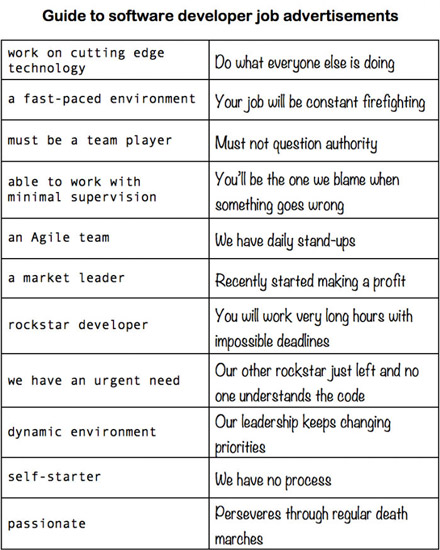 Guide to software developer job advertisements
work on cutting edge
technology
Do what everyone else is doing
a fast-paced environment
Your job will be constant firefighting
must be a team player
Must not question authority
able to work with
minimal supervision
You'll be the one we blame when
something goes wrong
an Agile team
We have daily stand-ups
a market leader
Recently started making a profit
rockstar developer
You will work very long hours with
impossible deadlines
we have an urgent need
Our other rockstar just left and no
one understands the code
dynamic environment
Our leadership keeps changing
priorities
self-starter
We have no process
passionate
Perseveres through regular death
marches